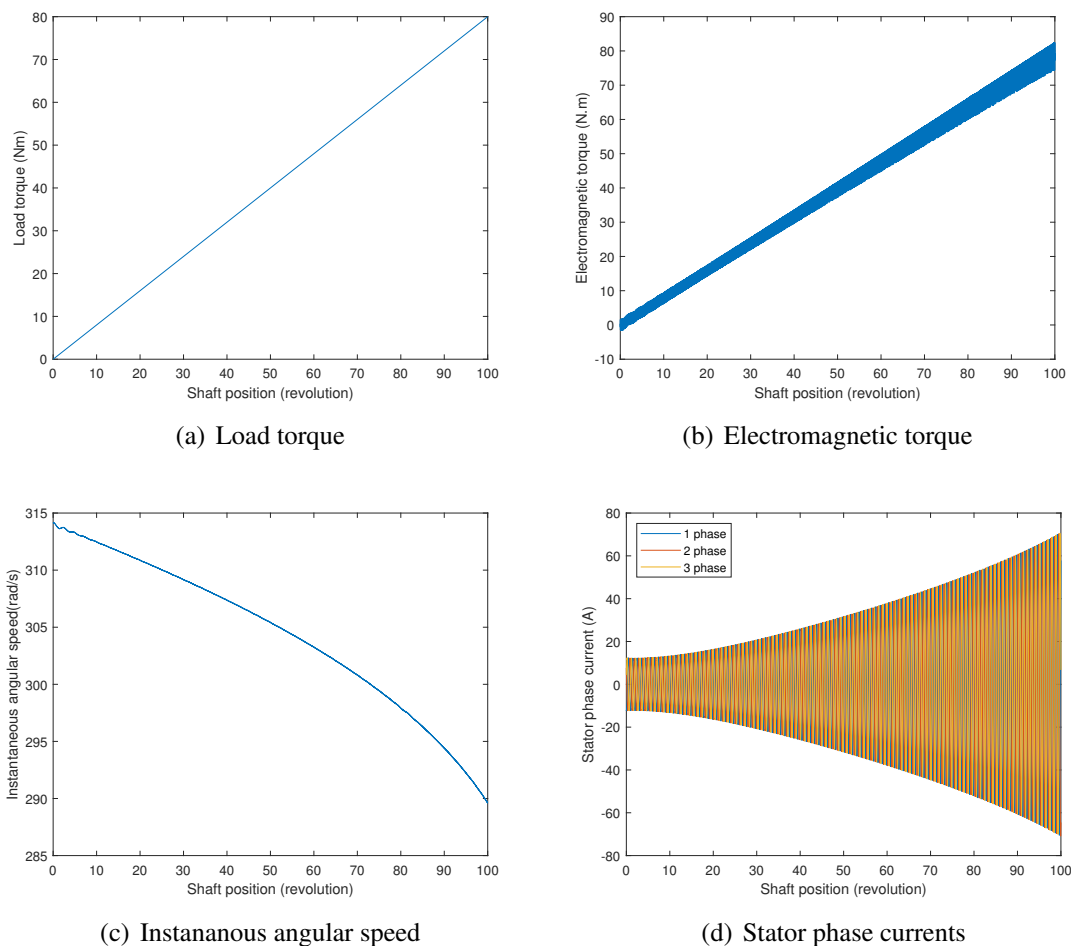 80
70
60
50
40
30
20
10
0
Load torque (Nm)
0 10 20 30 40 50 60 70 80 90 100
Shaft position (revolution)
(a) Load torque
90
80
70
60
50
40
30
20
10
0
-10
Electromagnetic torque (N.m)
0 10 20 30 40 50 60 70 80 90 100
Shaft position (revolution)
(b) Electromagnetic torque
315
310
305
300
295
290
285
Instantaneous angular speed(rad/s)
0 10 20 30 40 50 60 70 80 90 100
Shaft position (revolution)
(c) Instananous angular speed
80
60
40
20
0
-20
-40
-60
-80
Stator phase current (A)
1 phase
2 phase
3 phase
0 10 20 30 40 50 60 70 80 90 100
Shaft position (revolution)
(d) Stator phase currents